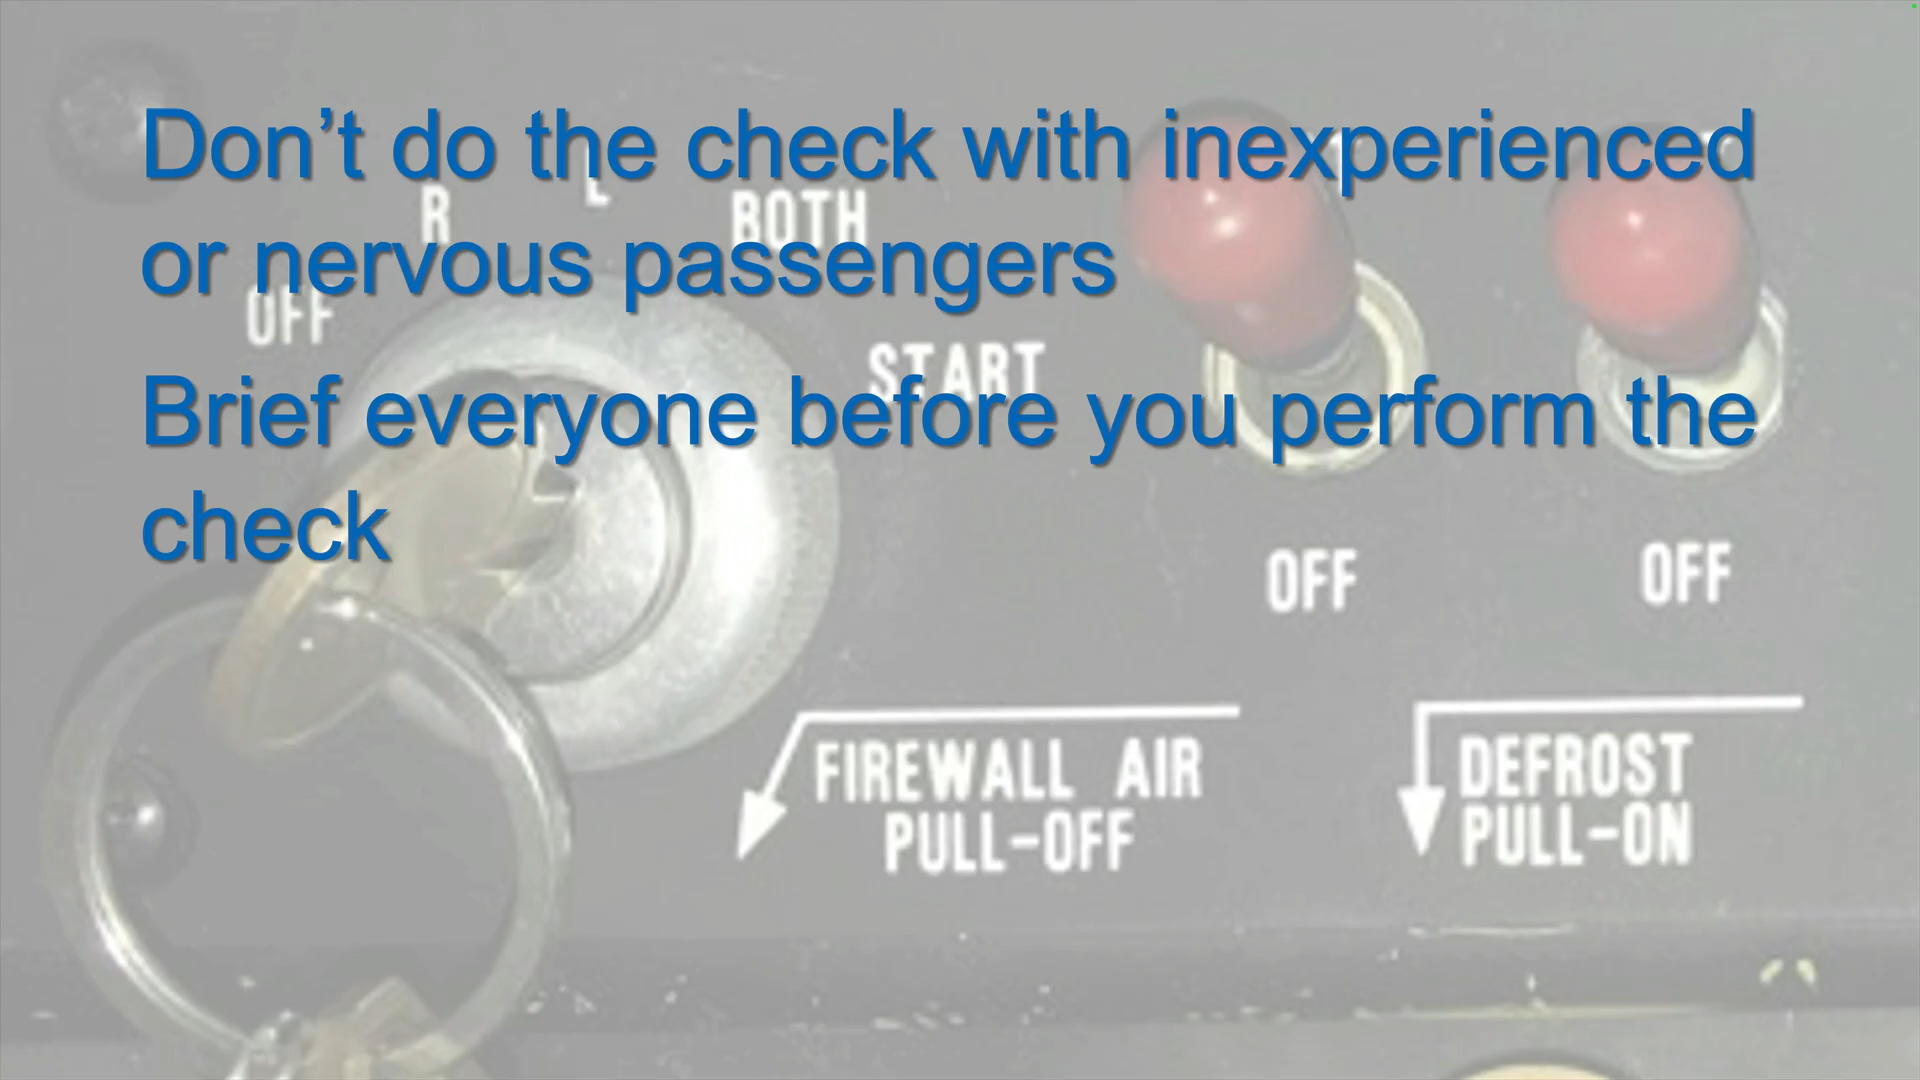 Don’t do the check with inexperienced
or nervous passengers
Brief everyone before you perform the
check
R
L
BOTH
OFF
START
OFF
OFF
FIREWALL AIR
PULL-OFF
DEFROST
PULL-ON